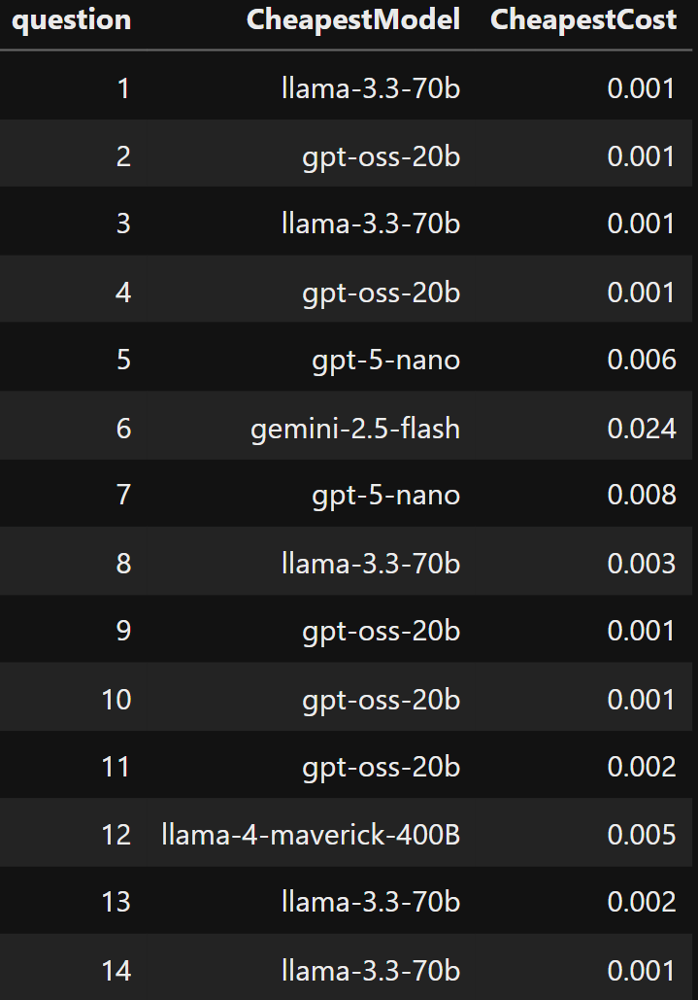 question CheapestModel CheapestCost
1 llama-3.3-70b 0.001
2 gpt-oss-20b 0.001
3 llama-3.3-70b 0.001
4 gpt-oss-20b 0.001
5 gpt-5-nano 0.006
6 gemini-2.5-flash 0.024
7 gpt-5-nano 0.008
8 llama-3.3-70b 0.003
9 gpt-oss-20b 0.001
10 gpt-oss-20b 0.001
11 gpt-oss-20b 0.002
12 llama-4-maverick-400B 0.005
13 llama-3.3-70b 0.002
14 llama-3.3-70b 0.001